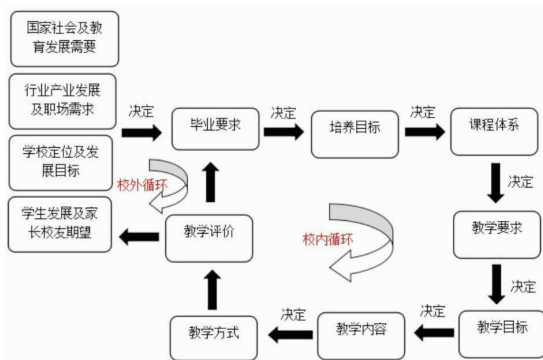 国家社会及教
育发展需要
行业产业发展
及职场需求
学校定位及发
展目标
学生发展及家
长校友期望
决定
毕业要求
决定
培养目标
决定
课程体系
决定
教学要求
决定
教学目标
决定
教学内容
决定
教学方式
教学评价
校外循环
校内循环